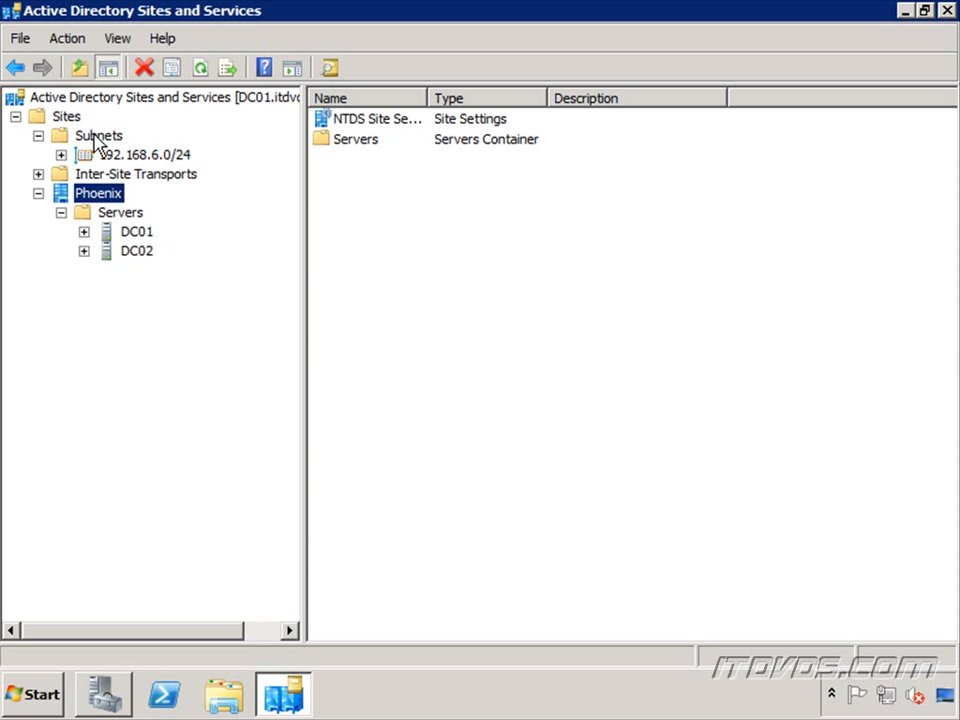 Active Directory Sites and Services
File Action View Help
Active Directory Sites and Services [DC01.itdvd
Name Type Description
Sites
NTDS Site Se... Site Settings
Subnets
Servers Servers Container
192.168.6.0/24
Inter-Site Transports
Phoenix
Servers
DC01
DC02
ITDVDS.COM
Start